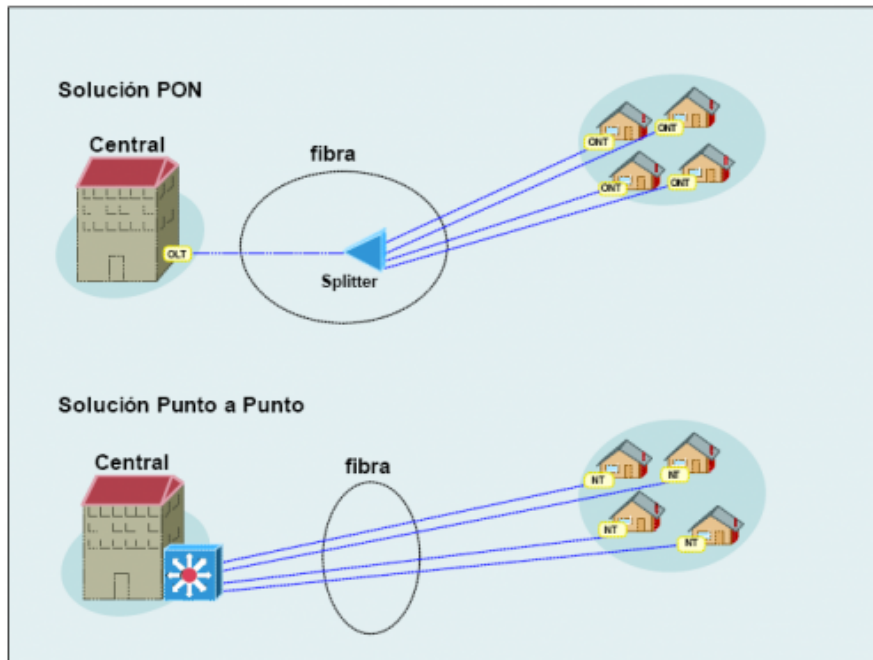 Solución PON
Central
fibra
OLT
Splitter
ONT
ONT
ONT
ONT
Solución Punto a Punto
Central
fibra
NT
NT
NT
NT